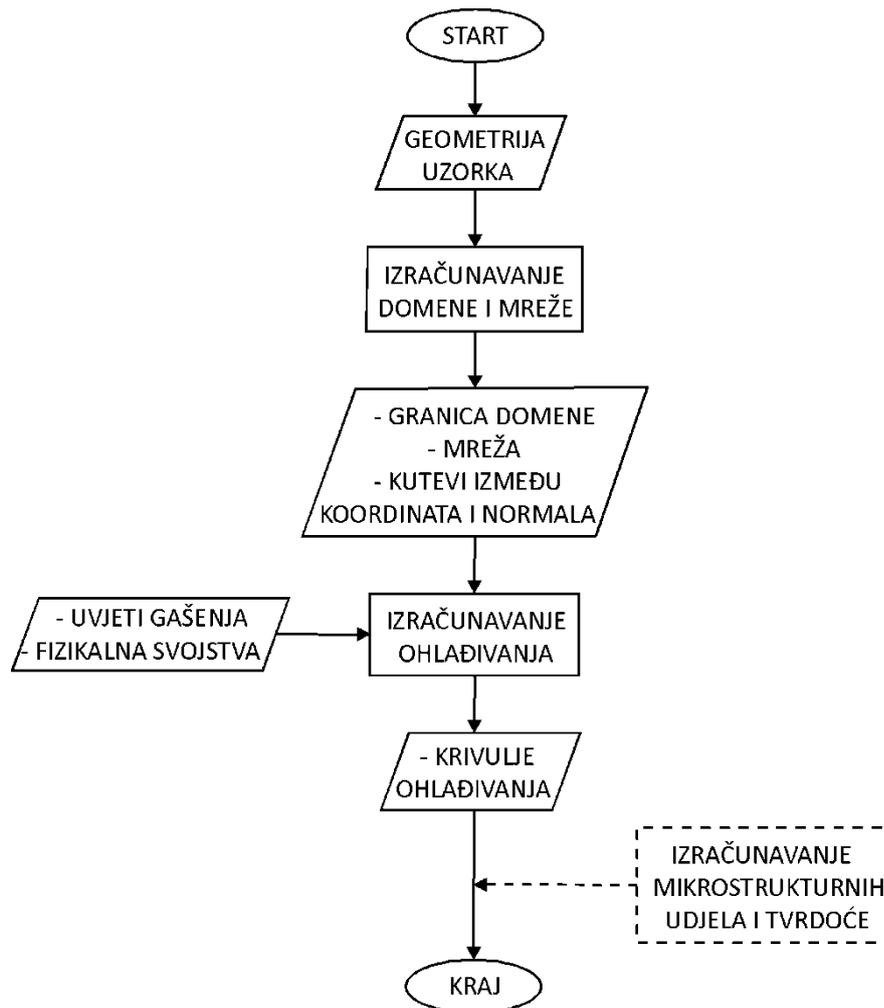 START
GEOMETRIJA
UZORKA
IZRAČUNAVANJE
DOMENE I MREŽE
- GRANICA DOMENE
- MREŽA
- KUTEVI IZMEĐU
KOORDINATA I NORMALA
- UVJETI GAŠENJA
- FIZIKALNA SVOJSTVA
IZRAČUNAVANJE
OHLAĐIVANJA
- KRIVULJE
OHLAĐIVANJA
IZRAČUNAVANJE
MIKROSTRUKTURNIH
UDJELA I TVRDOĆE
KRAJ